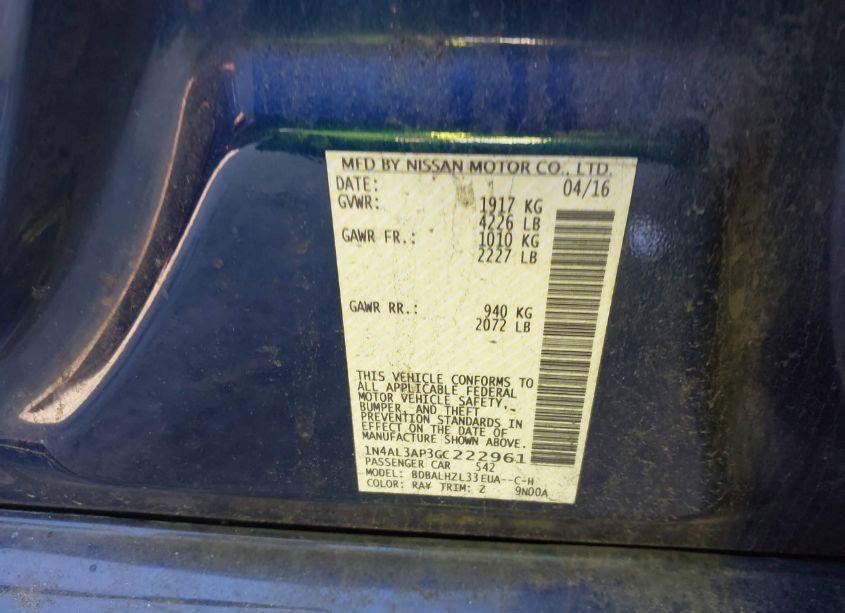 MFD BY NISSAN MOTOR CO., LTD.
DATE: 04/16
GVWR: 1917 KG
4226 LB
GAWR FR.: 1010 KG
2227 LB
GAWR RR.: 940 KG
2072 LB
THIS VEHICLE CONFORMS TO
ALL APPLICABLE FEDERAL
MOTOR VEHICLE SAFETY,
BUMPER, AND THEFT
PREVENTION STANDARDS IN
EFFECT ON THE DATE OF
MANUFACTURE SHOWN ABOVE.
1N4AL3AP3GC222961
PASSENGER CAR 542
MODEL: BDBALHZL33EUA--C-H
COLOR: RAY TRIM: Z 9N00A